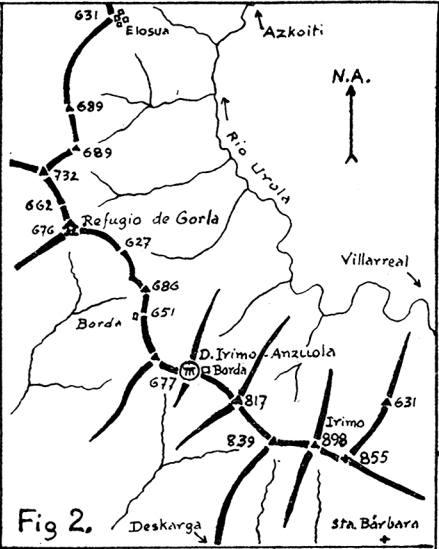 631
Elosua
Azkoiti
N.A.
689
Rio Urola
689
732
662
Refugio de Gorla
676
627
Villarreal
686
651
Borda
D. Irimo-Anzuola
m
Borda
677
817
Irimo
631
839
898
855
Fig 2.
Deskarga
Sta. Bárbara